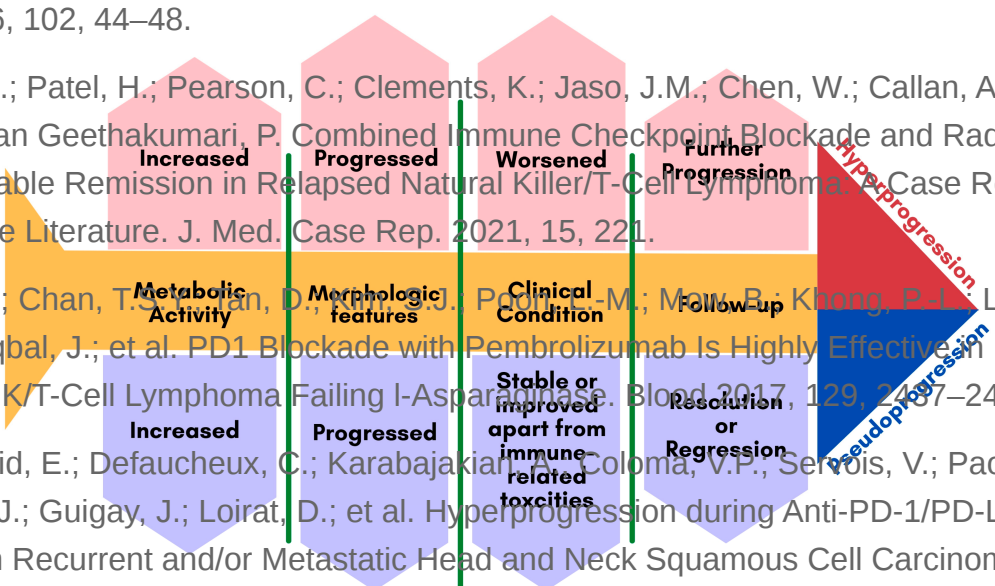 6, 102, 44–48.
.; Patel, H.; Pearson, C.; Clements, K.; Jaso, J.M.; Chen, W.; Callan, A
an Geethakumari, P. Combined Immune Checkpoint Blockade and Rad
able Remission in Relapsed Natural Killer/T-Cell Lymphoma: A Case R
e Literature. J. Med. Case Rep. 2021, 15, 221.
; Chan, T.S.Y.; Tan, D.; Kim, S.J.; Poon, L.-M.; Mow, B.; Khong, P.-L.; L
qbal, J.; et al. PD1 Blockade with Pembrolizumab Is Highly Effective in
K/T-Cell Lymphoma Failing l-Asparaginase. Blood 2017, 129, 2437–24
id, E.; Defaucheux, C.; Karabajakian, A.; Coloma, V.P.; Servois, V.; Pao
J.; Guigay, J.; Loirat, D.; et al. Hyperprogression during Anti-PD-1/PD-L
n Recurrent and/or Metastatic Head and Neck Squamous Cell Carcinom
Increased
Progressed
Worsened
Further
Progression
Metabolic
Activity
Morphologic
features
Clinical
Condition
Follow-up
Increased
Progressed
Stable or
improved
apart from
immune-
related
toxcities
Resolution
or
Regression
Hyperprogression
Pseudoprogression